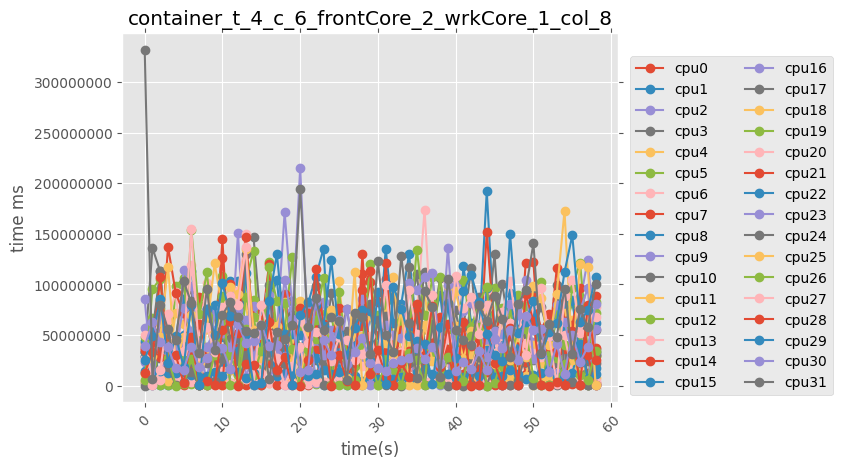 container_t_4_c_6_frontCore_2_wrkCore_1_col_8
time ms
300000000
250000000
200000000
150000000
100000000
50000000
0
0
10
20
30
40
50
60
time(s)
cpu0
cpu1
cpu2
cpu3
cpu4
cpu5
cpu6
cpu7
cpu8
cpu9
cpu10
cpu11
cpu12
cpu13
cpu14
cpu15
cpu16
cpu17
cpu18
cpu19
cpu20
cpu21
cpu22
cpu23
cpu24
cpu25
cpu26
cpu27
cpu28
cpu29
cpu30
cpu31